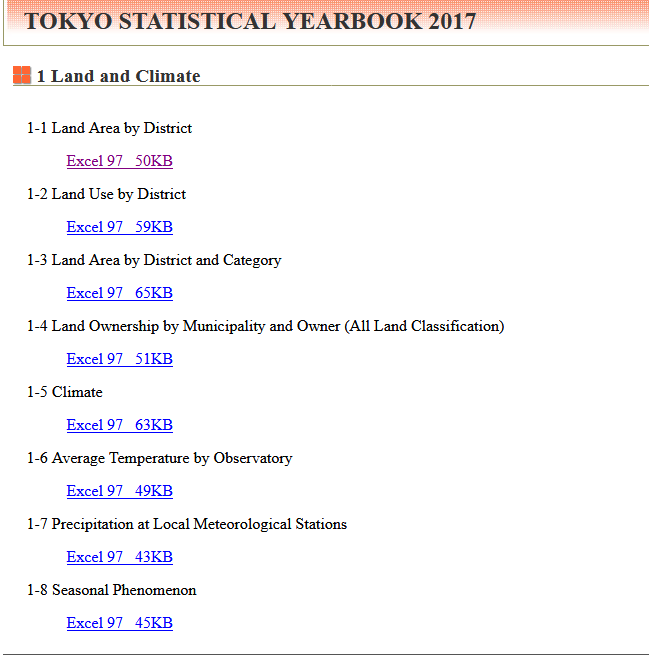 TOKYO STATISTICAL YEARBOOK 2017
1 Land and Climate
1-1 Land Area by District
Excel 97 50KB
1-2 Land Use by District
Excel 97 59KB
1-3 Land Area by District and Category
Excel 97 65KB
1-4 Land Ownership by Municipality and Owner (All Land Classification)
Excel 97 51KB
1-5 Climate
Excel 97 63KB
1-6 Average Temperature by Observatory
Excel 97 49KB
1-7 Precipitation at Local Meteorological Stations
Excel 97 43KB
1-8 Seasonal Phenomenon
Excel 97 45KB